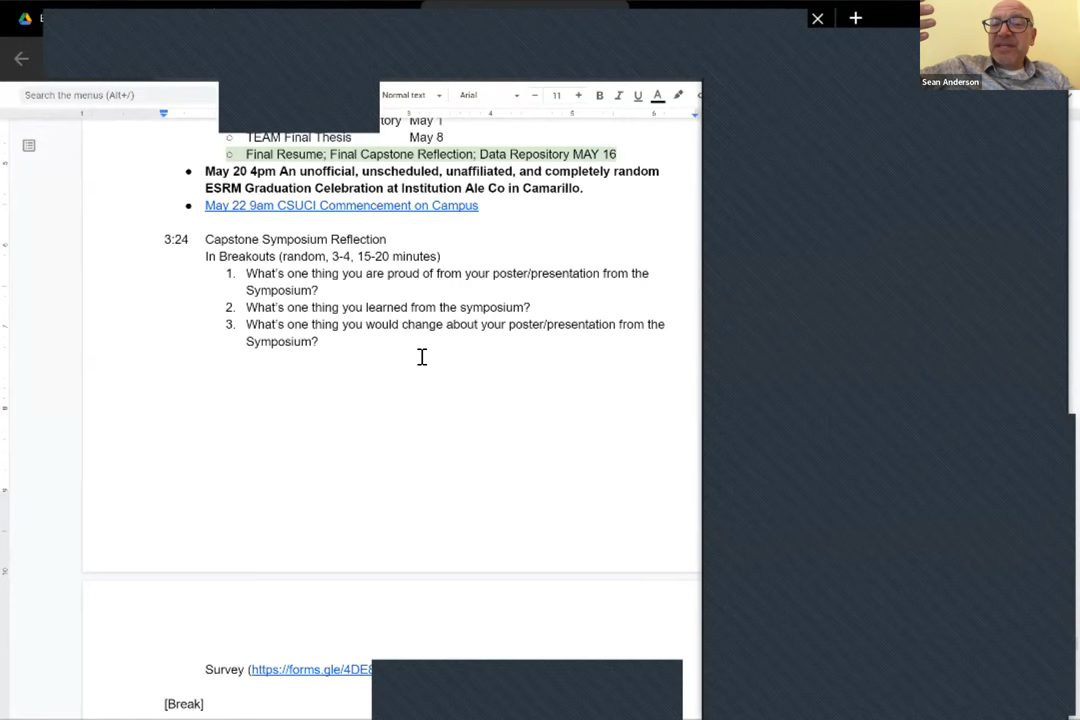 Sean Anderson
Search the menus (Alt+/)
Normal text
Arial
11
B I U A
1 3 4 5 6
May 1
TEAM Final Thesis May 8
Final Resume; Final Capstone Reflection; Data Repository MAY 16
May 20 4pm An unofficial, unscheduled, unaffiliated, and completely random
ESRM Graduation Celebration at Institution Ale Co in Camarillo.
May 22 9am CSUCI Commencement on Campus
3:24 Capstone Symposium Reflection
In Breakouts (random, 3-4, 15-20 minutes)
1. What's one thing you are proud of from your poster/presentation from the
Symposium?
2. What's one thing you learned from the symposium?
3. What's one thing you would change about your poster/presentation from the
Symposium?
Survey (https://forms.gle/4DE
[Break]